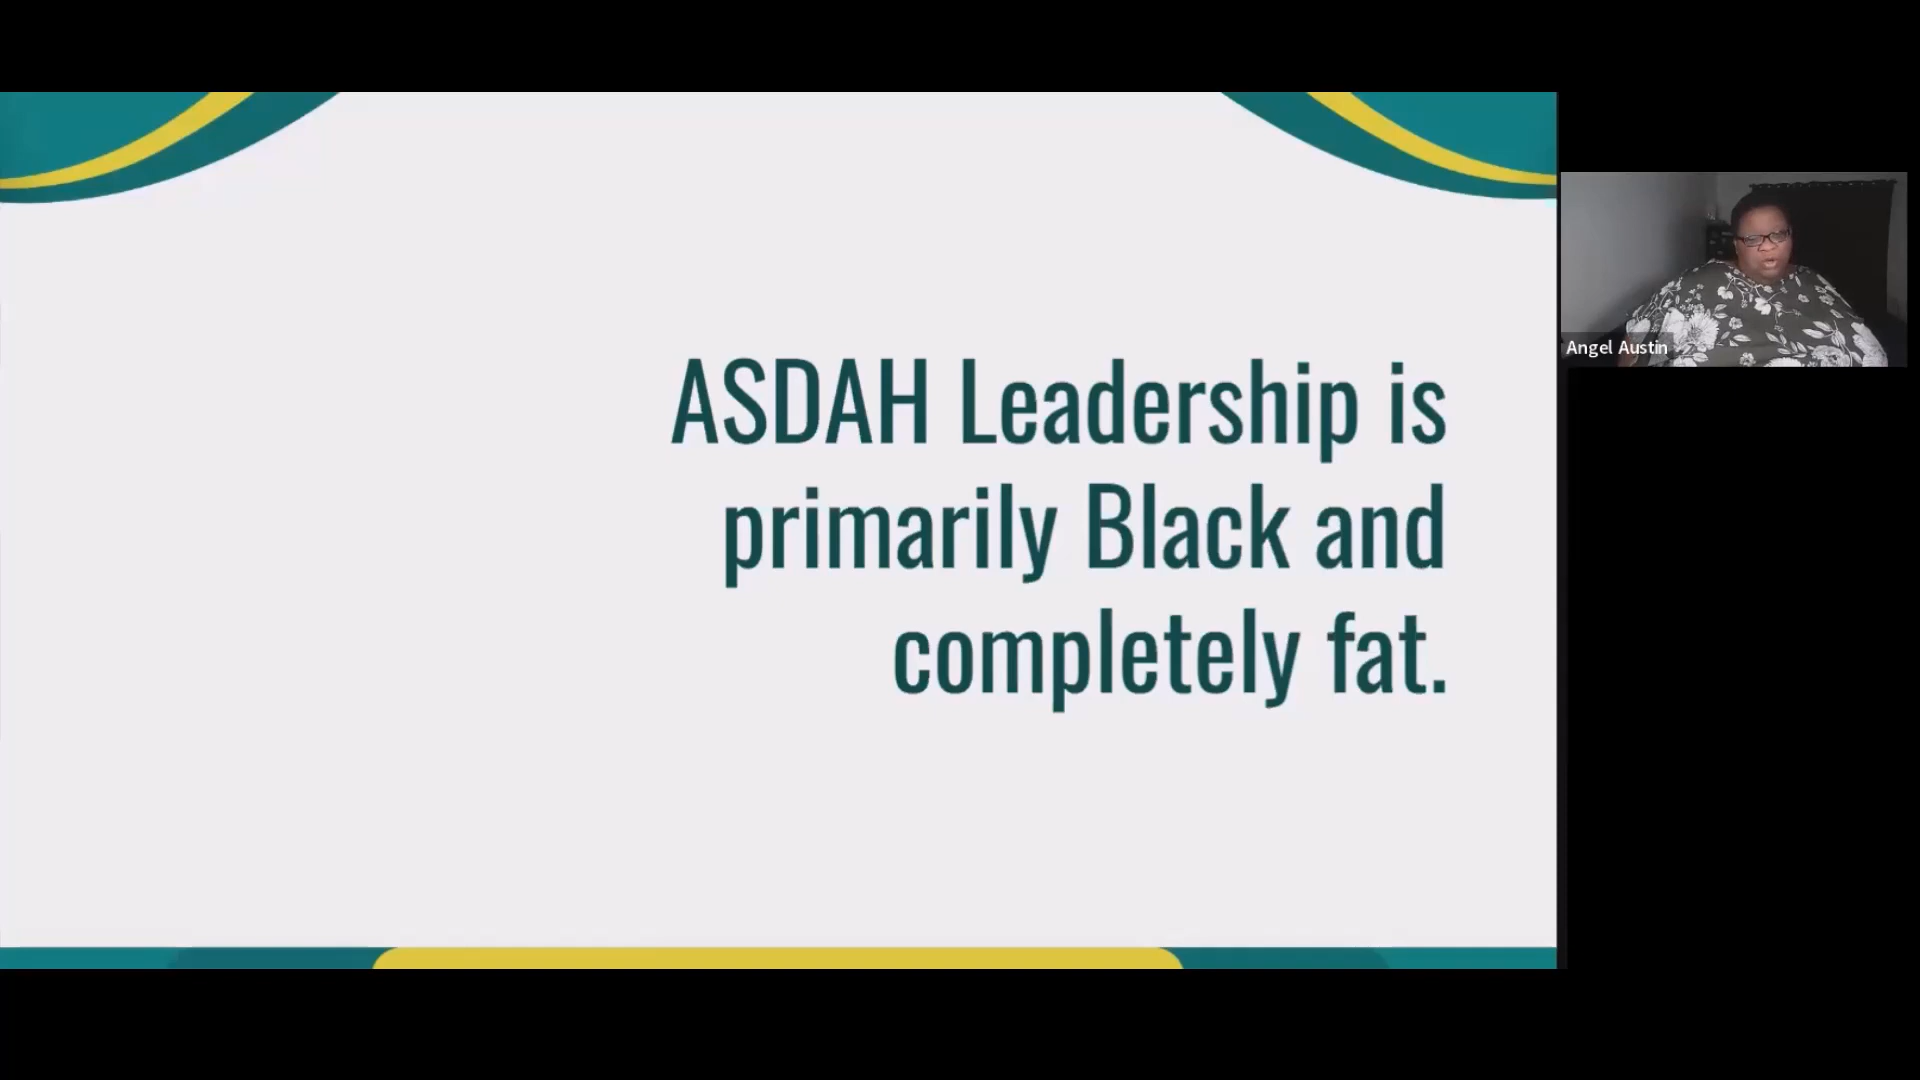 ASDAH Leadership is
primarily Black and
completely fat.
Angel Austin